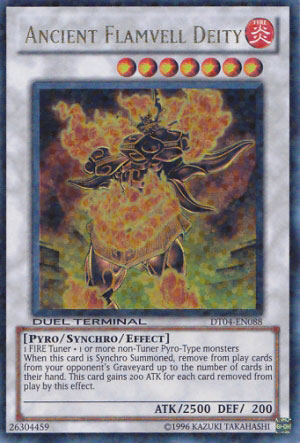 ANCIENT FLAMVELL DEITY
FIRE
炎
DUEL TERMINAL
DT04-EN088
[PYRO/SYNCHRO/EFFECT]
1 FIRE Tuner + 1 or more non-Tuner Pyro-Type monsters
When this card is Synchro Summoned, remove from play cards
from your opponent's Graveyard up to the number of cards in
their hand. This card gains 200 ATK for each card removed from
play by this effect.
ATK/2500 DEF/ 200
26304459
©1996 KAZUKI TAKAHASHI